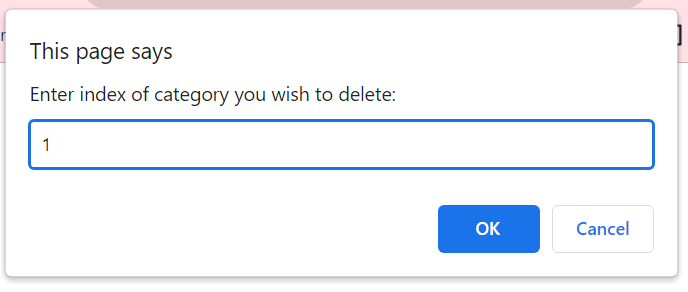 This page says
Enter index of category you wish to delete:
1
OK
Cancel